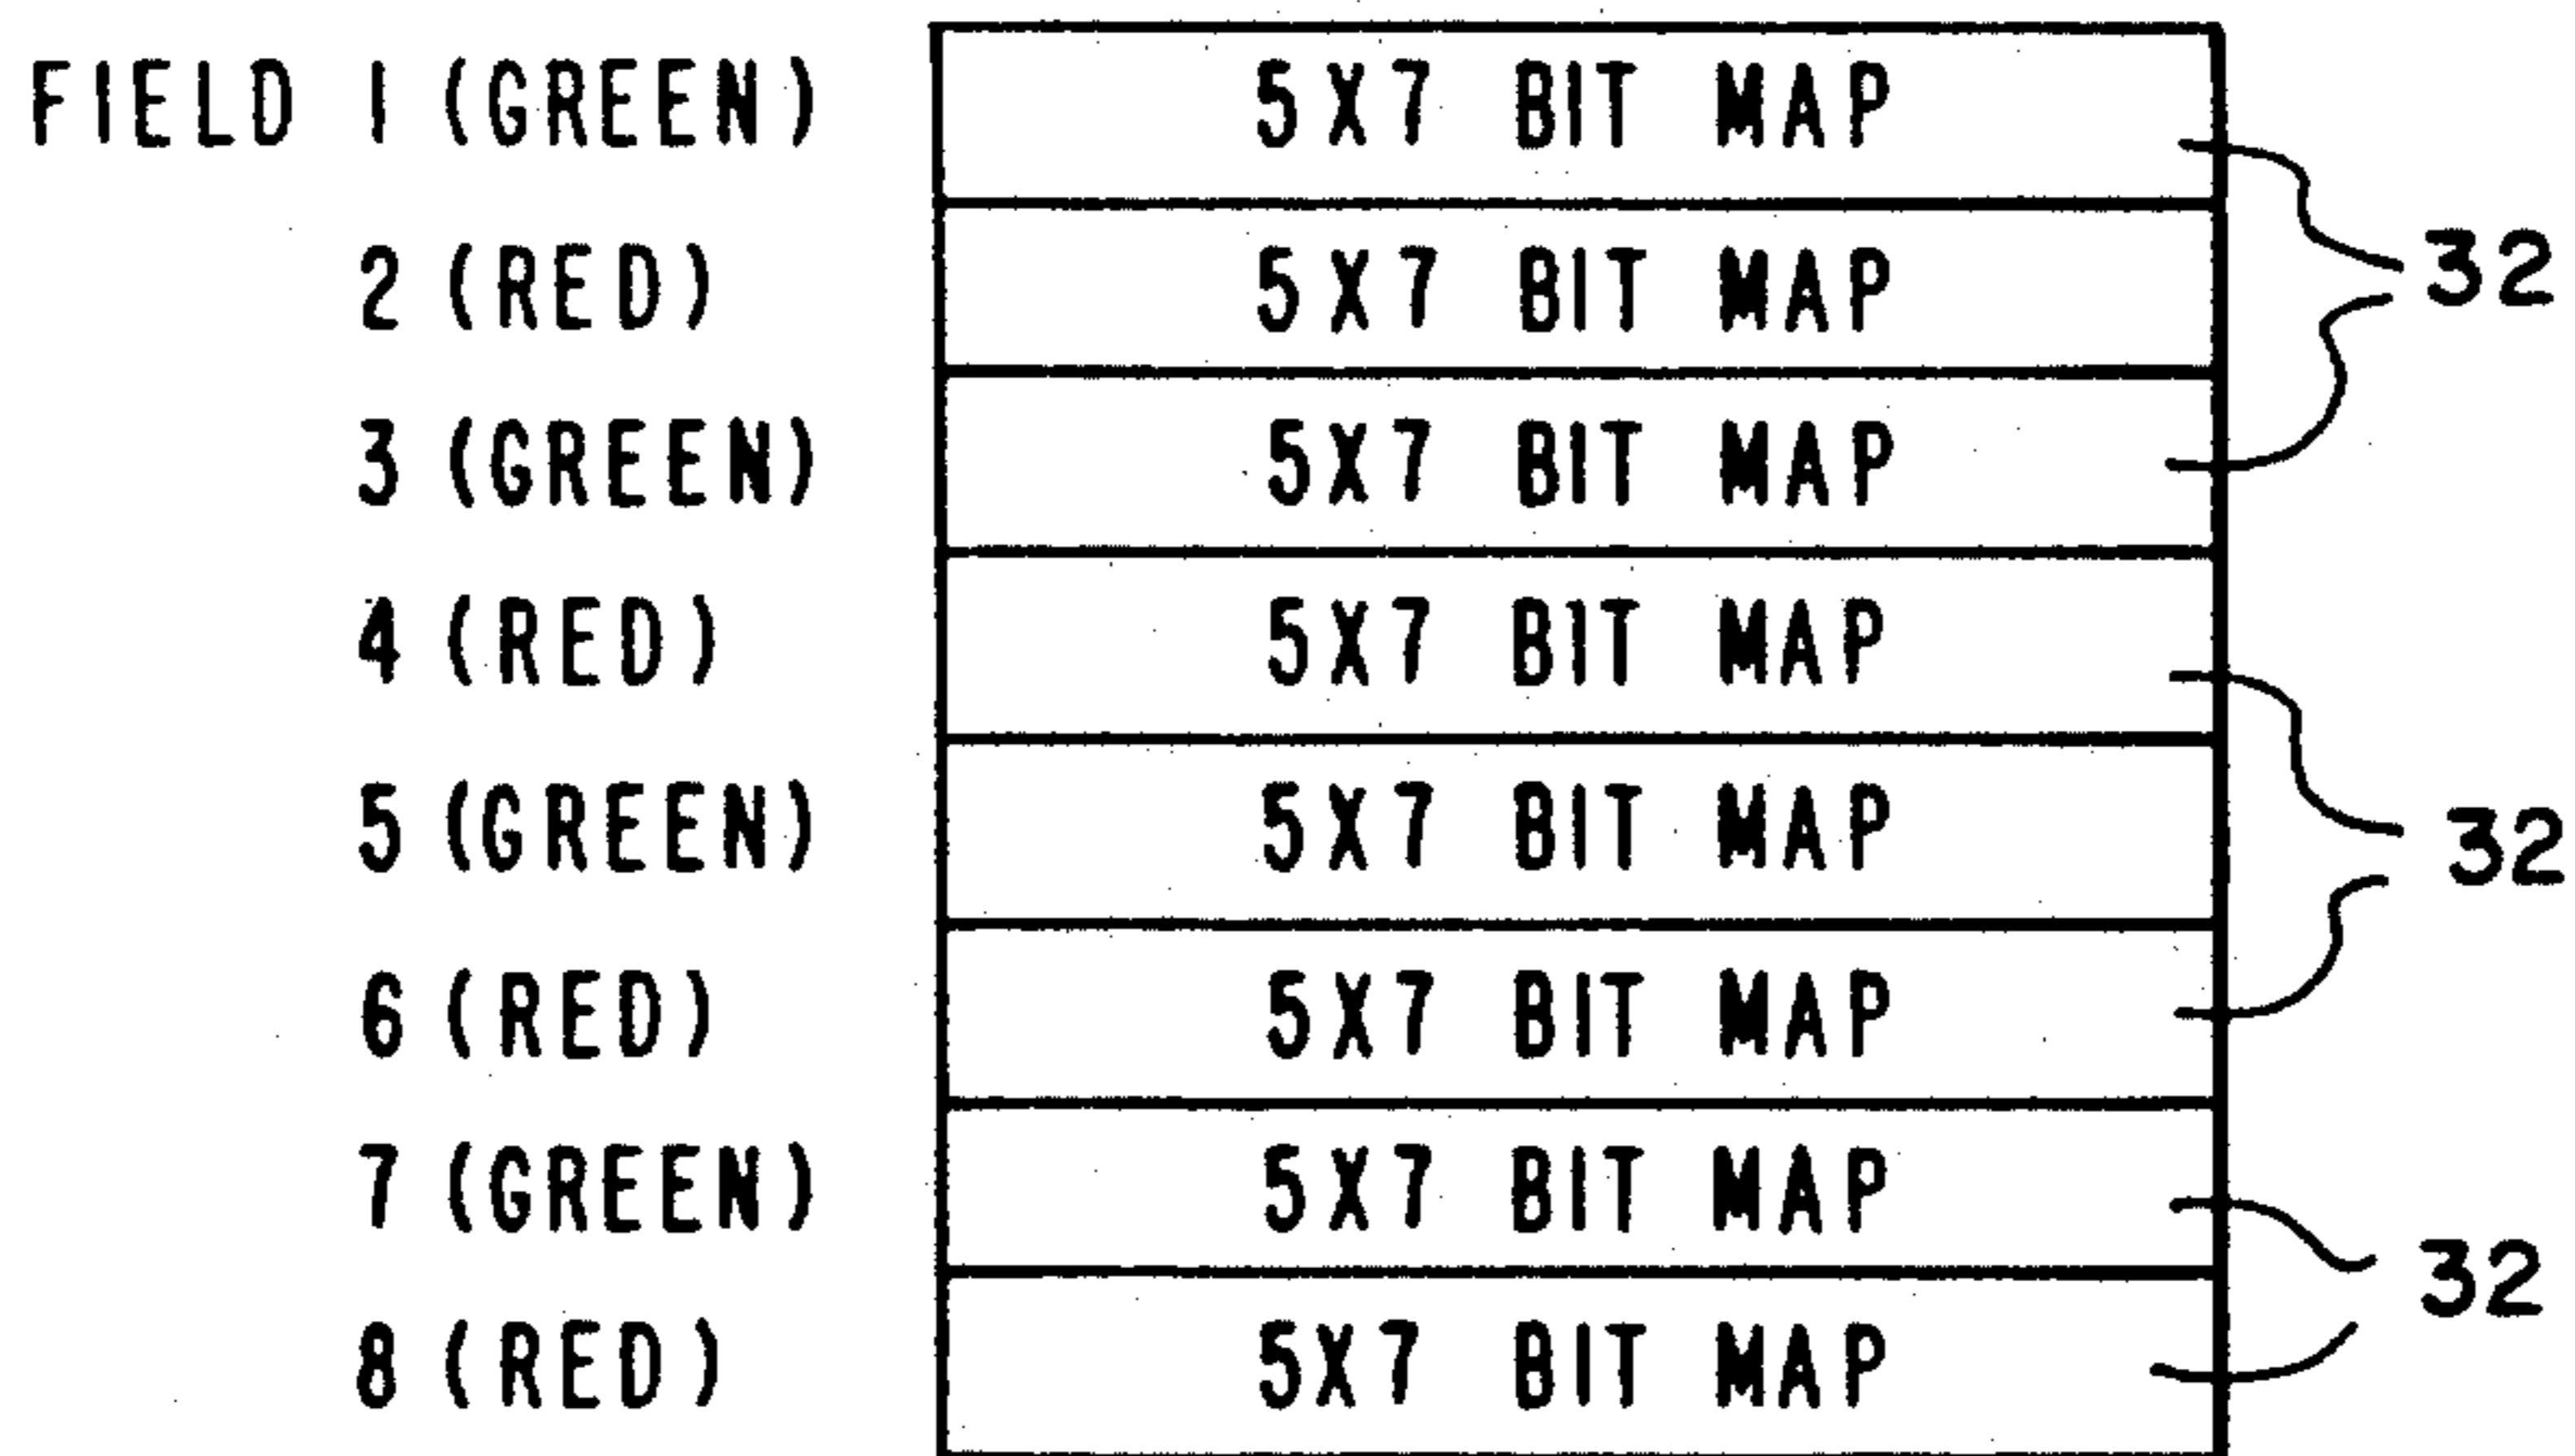 FIELD 1 (GREEN) 5X7 BIT MAP
2 (RED) 5X7 BIT MAP
32
3 (GREEN) 5X7 BIT MAP
4 (RED) 5X7 BIT MAP
5 (GREEN) 5X7 BIT MAP
32
6 (RED) 5X7 BIT MAP
7 (GREEN) 5X7 BIT MAP
32
8 (RED) 5X7 BIT MAP